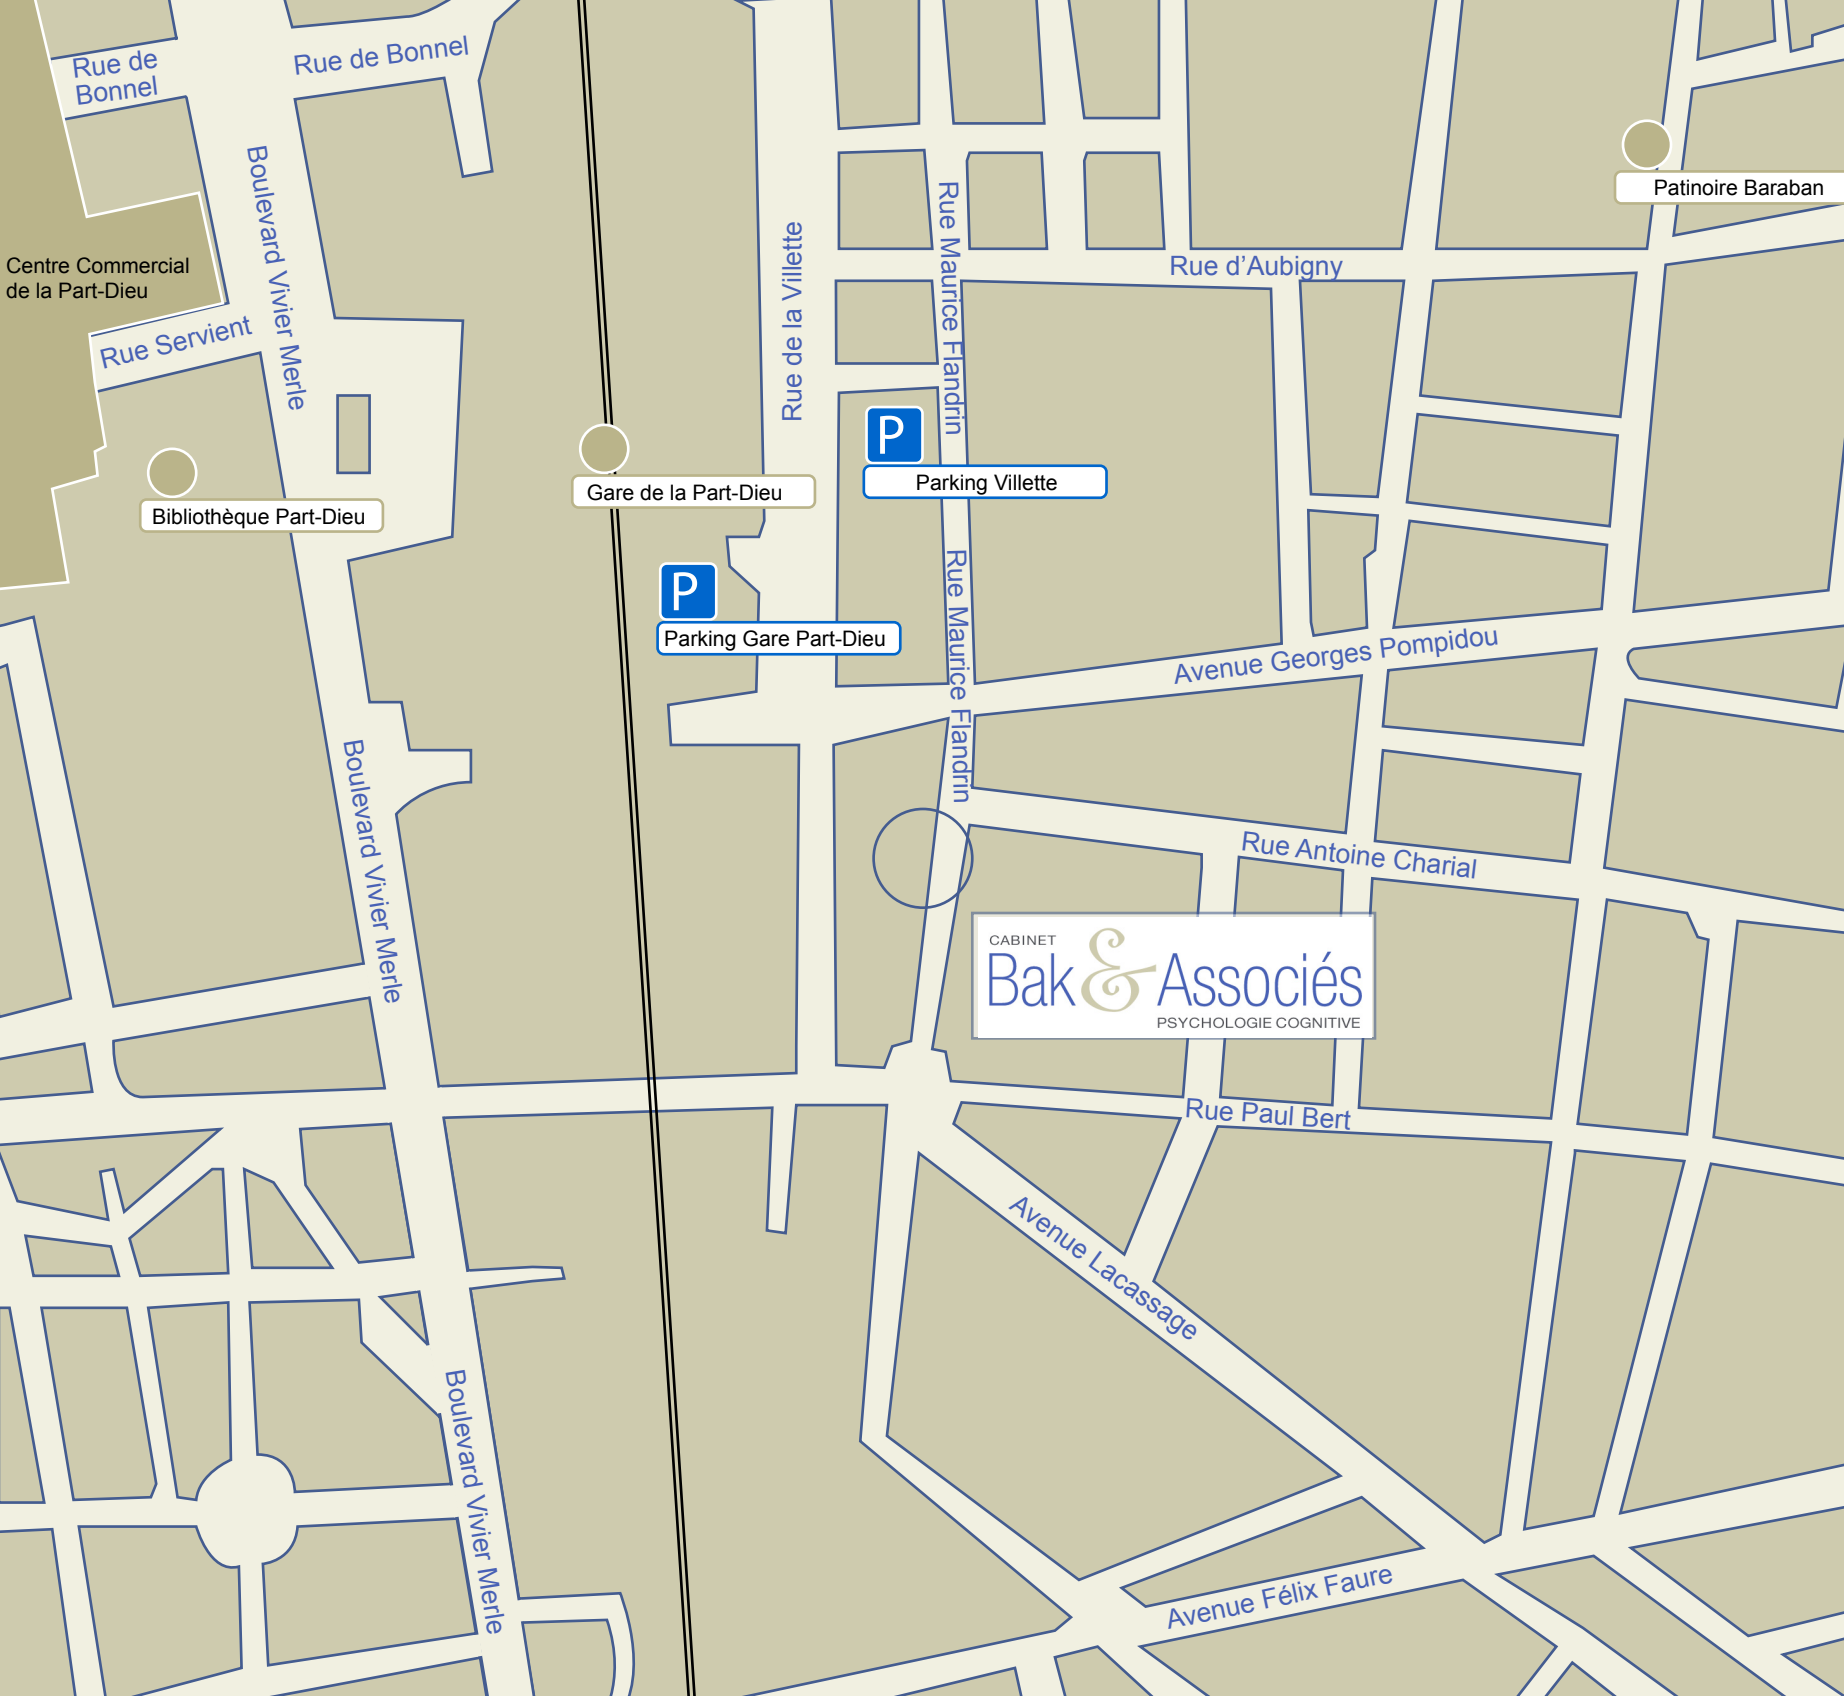 Rue de
Bonnel
Rue de Bonnel
Boulevard Vivier Merle
Patinoire Baraban
Centre Commercial
de la Part-Dieu
Rue Servient
Rue de la Villette
Rue Maurice Flandrin
Rue d'Aubigny
P
Parking Villette
Gare de la Part-Dieu
Bibliothèque Part-Dieu
P
Parking Gare Part-Dieu
Rue Maurice Flandrin
Avenue Georges Pompidou
Boulevard Vivier Merle
Rue Antoine Charial
CABINET
Bak & Associés
PSYCHOLOGIE COGNITIVE
Rue Paul Bert
Avenue Lacassage
Boulevard Vivier Merle
Avenue Félix Faure